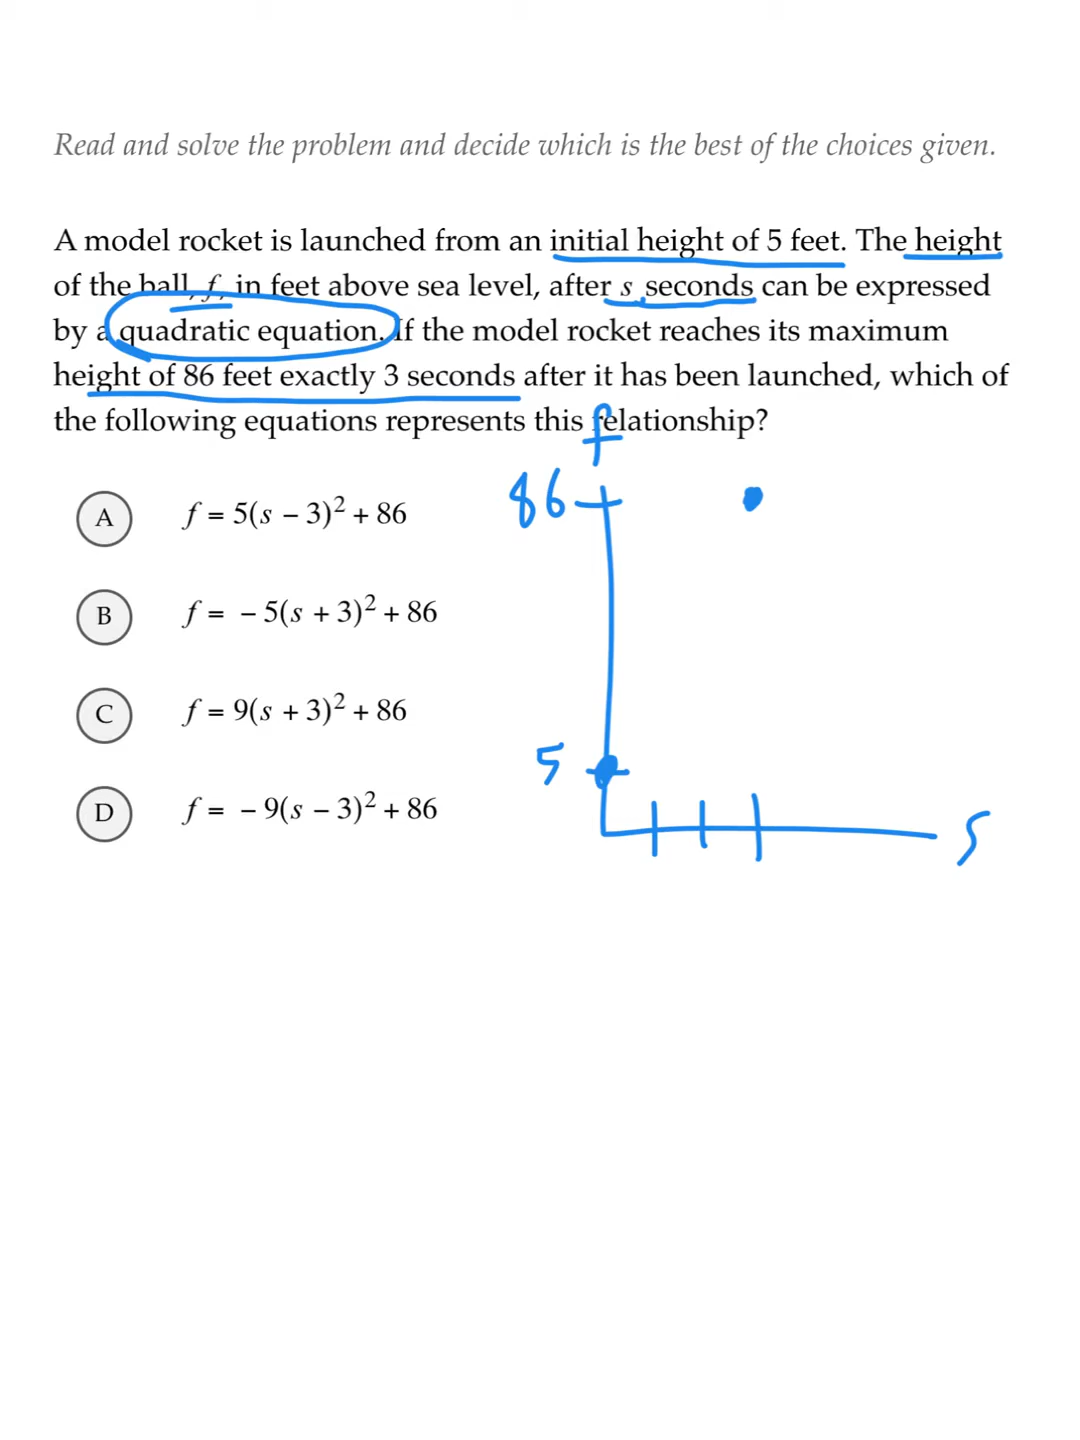 Read and solve the problem and decide which is the best of the choices given.
A model rocket is launched from an initial height of 5 feet. The height
of the ball, f, in feet above sea level, after s seconds can be expressed
by a quadratic equation. If the model rocket reaches its maximum
height of 86 feet exactly 3 seconds after it has been launched, which of
the following equations represents this relationship?
f
A f = 5(s − 3)² + 86
86
B f = − 5(s + 3)² + 86
C f = 9(s + 3)² + 86
5
D f = − 9(s − 3)² + 86
s